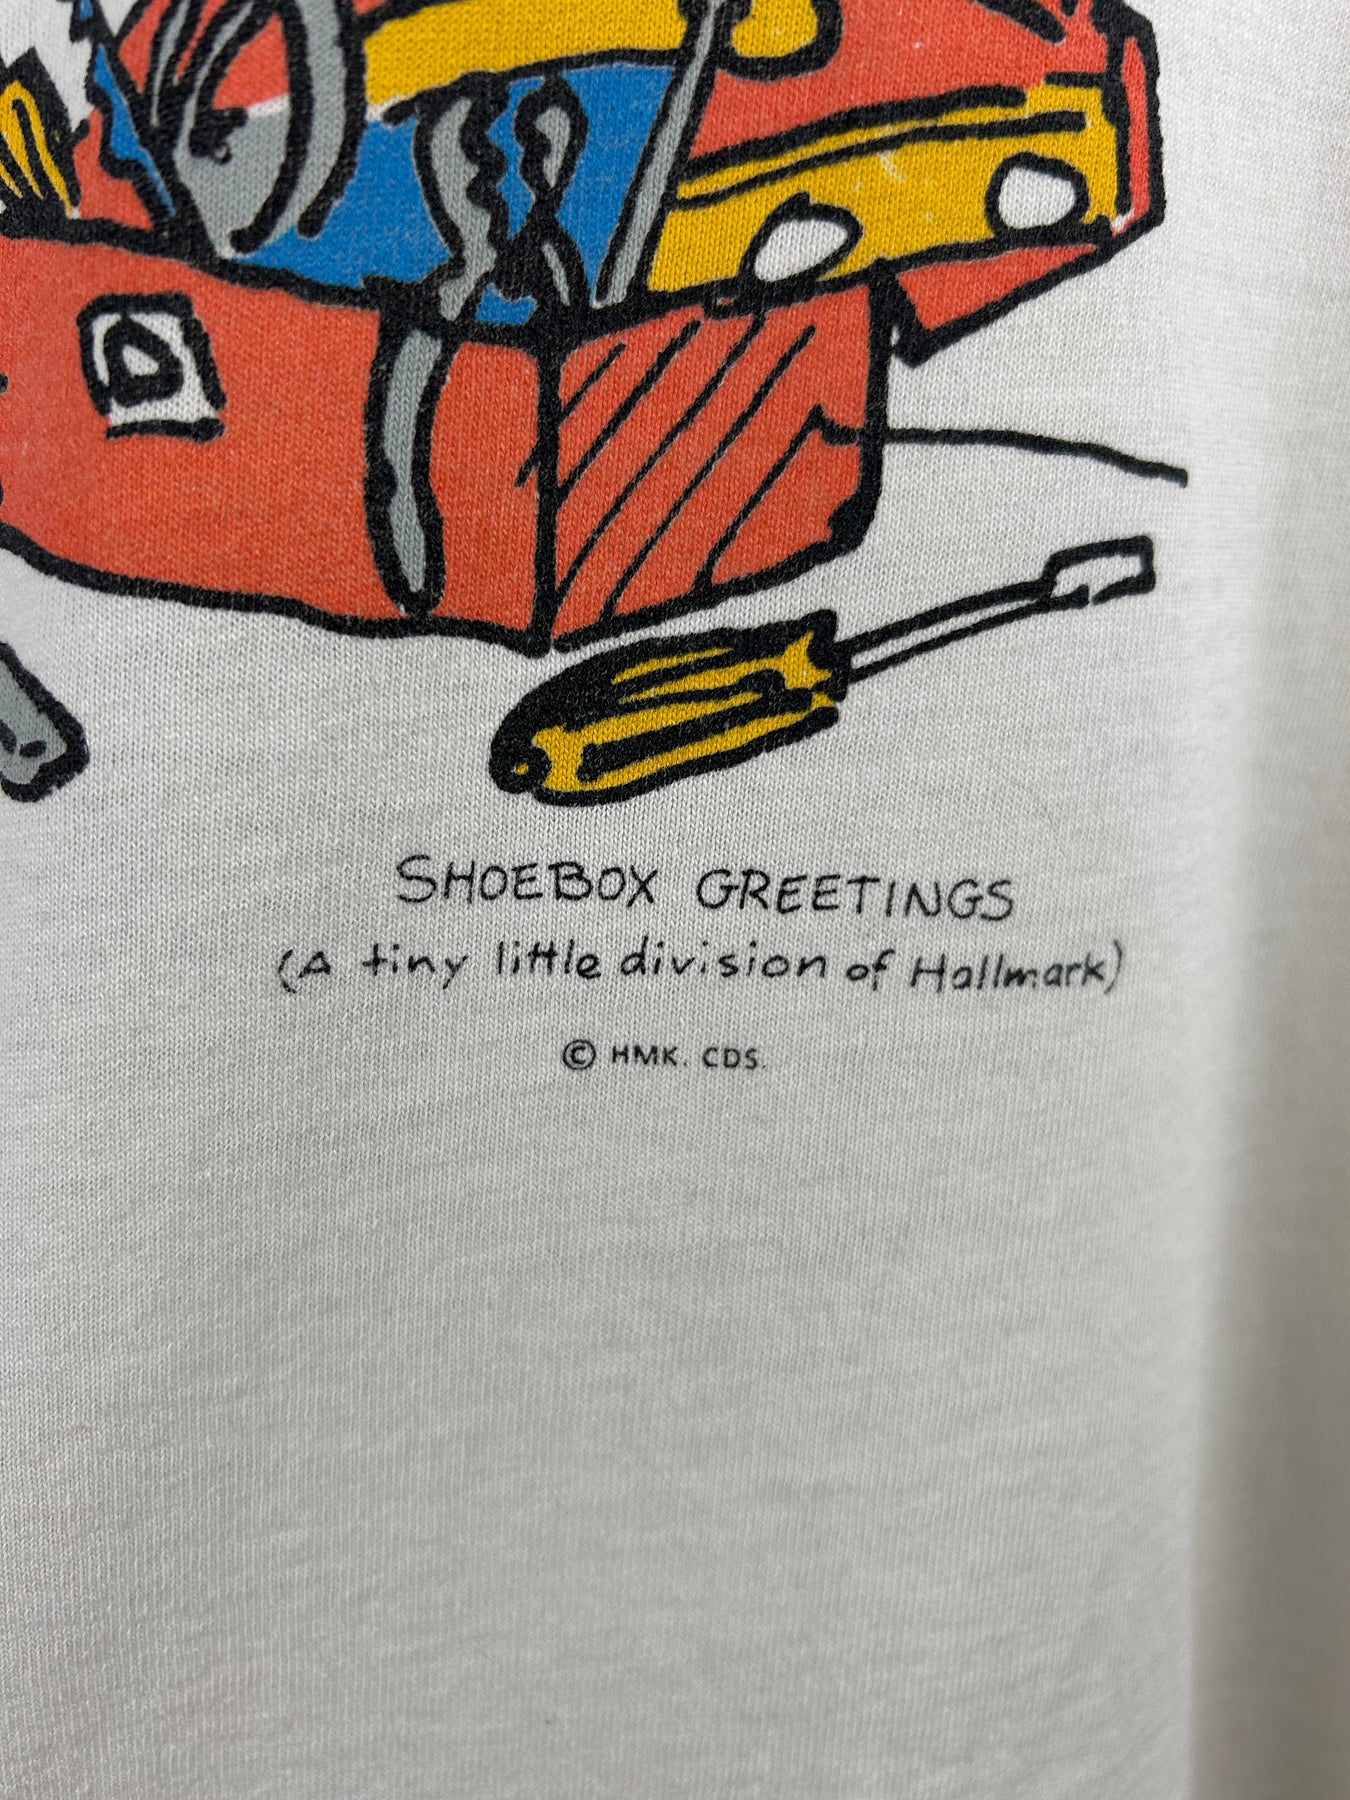 SHOEBOX GREETINGS
(A tiny little division of Hallmark)
© HMK. CDS.